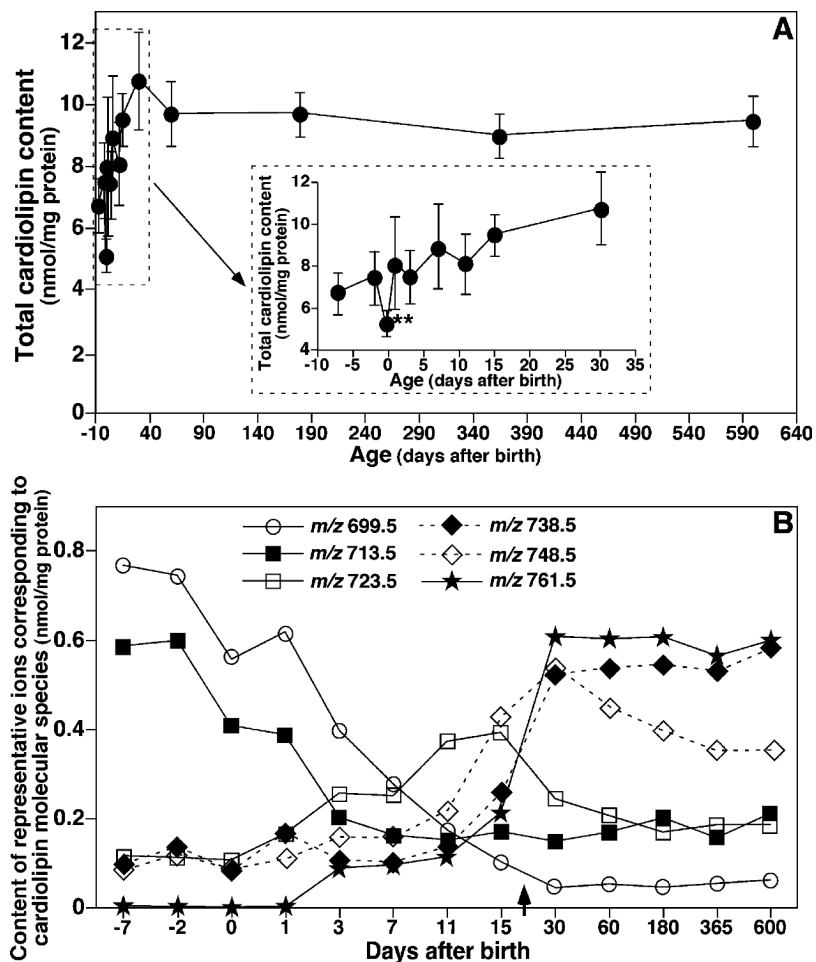 A
Total cardiolipin content
(nmol/mg protein)
12
10
8
6
4
2
0
-10 40 90 140 190 240 290 340 390 440 490 540 590 640
Age (days after birth)
Total cardiolipin content
(nmol/mg protein)
12
10
8
6
4
**
-10 -5 0 5 10 15 20 25 30 35
Age (days after birth)
B
Content of representative ions corresponding to
cardiolipin molecular species (nmol/mg protein)
m/z 699.5
m/z 713.5
m/z 723.5
m/z 738.5
m/z 748.5
m/z 761.5
0.8
0.6
0.4
0.2
0
-7 -2 0 1 3 7 11 15 30 60 180 365 600
Days after birth